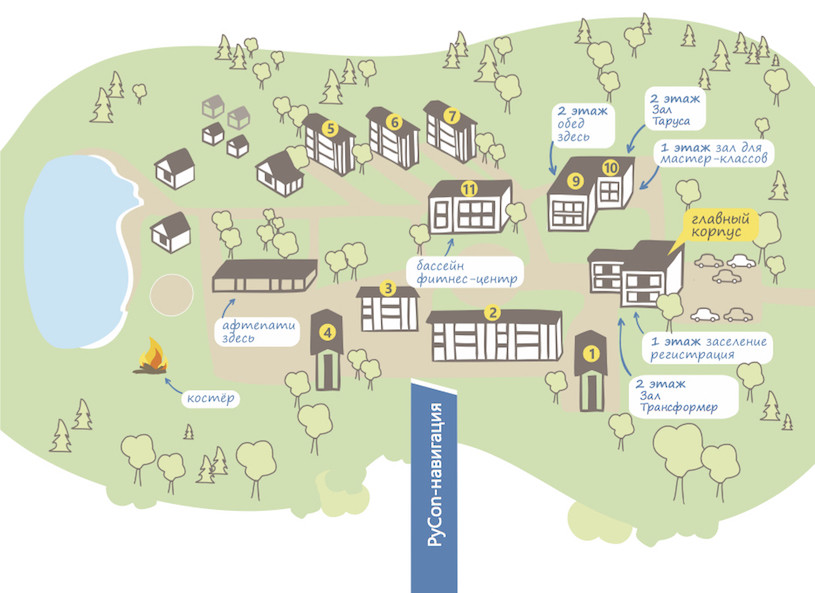 5
6
7
2 этаж
обед
здесь
2 этаж
Зал
Таруса
1 этаж зал для
мастер-классов
9
10
11
главный
корпус
бассейн
фитнес-центр
афтепати
здесь
3
4
2
1
1 этаж заселение
регистрация
2 этаж
Зал
Трансформер
костёр
PyCon-навигация